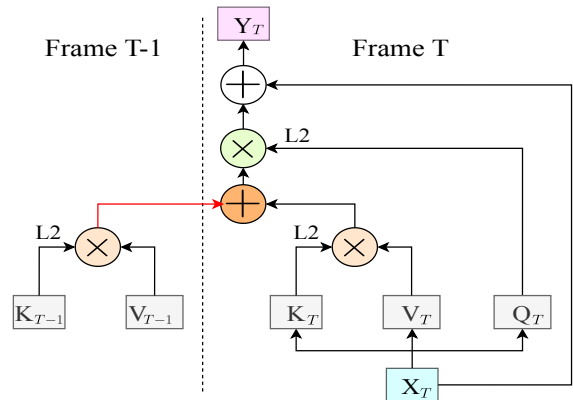 Y_T
Frame T-1 Frame T
L2
L2 L2
K_{T-1} V_{T-1} K_T V_T Q_T
X_T